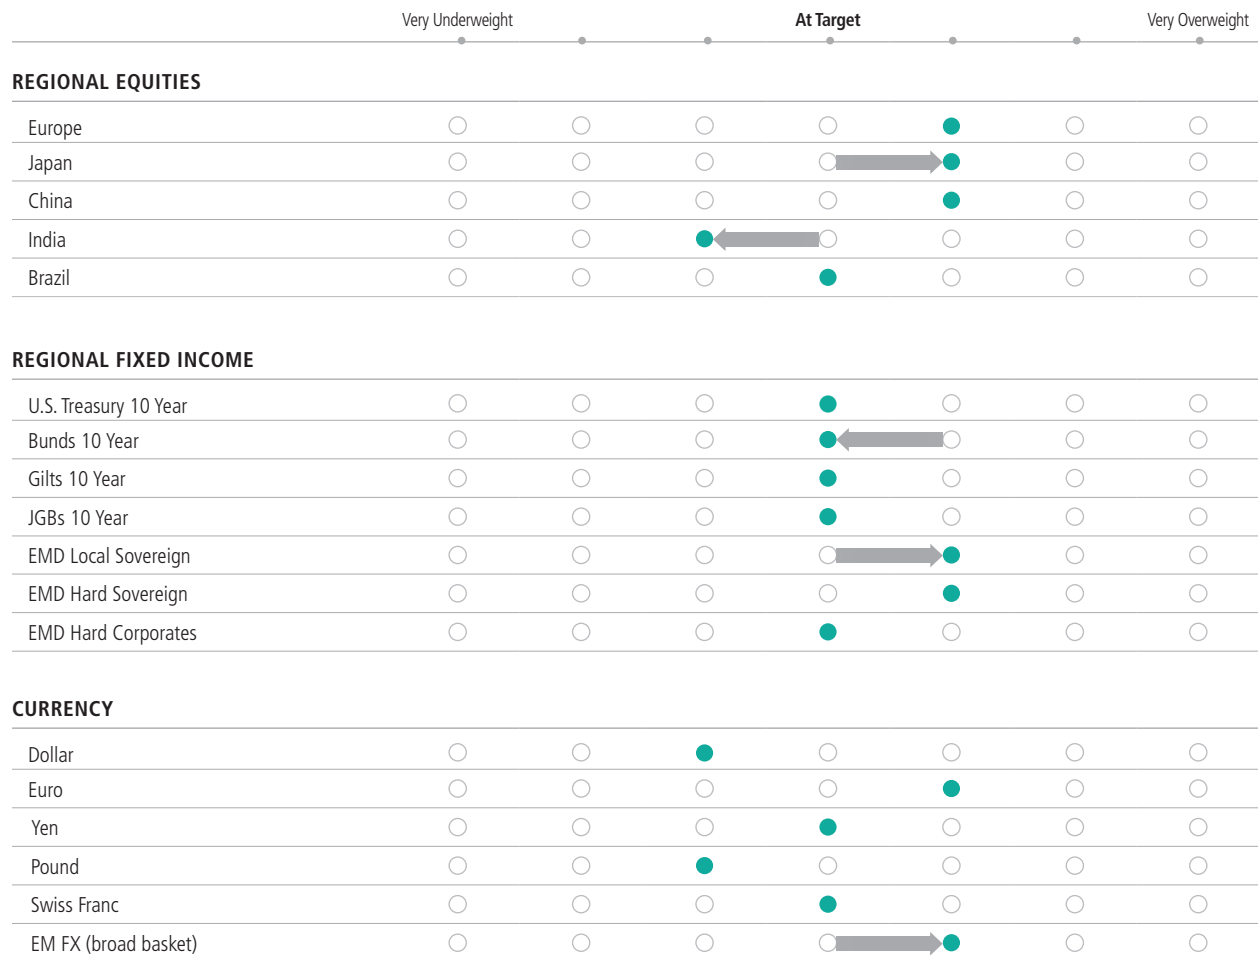 Very Underweight At Target Very Overweight
REGIONAL EQUITIES
Europe
Japan
China
India
Brazil
REGIONAL FIXED INCOME
U.S. Treasury 10 Year
Bunds 10 Year
Gilts 10 Year
JGBs 10 Year
EMD Local Sovereign
EMD Hard Sovereign
EMD Hard Corporates
CURRENCY
Dollar
Euro
Yen
Pound
Swiss Franc
EM FX (broad basket)